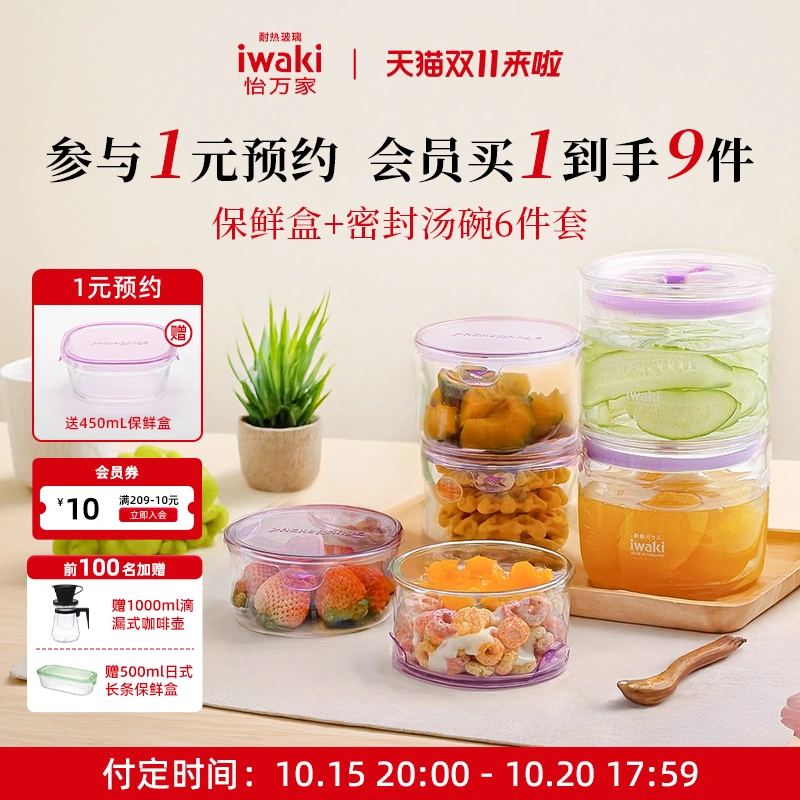 耐热玻璃
iwaki
怡万家
天猫双11来啦
参与1元预约 会员买1到手9件
保鲜盒+密封汤碗6件套
1元预约
赠
送450mL保鲜盒
会员券
¥10
满209-10元
立即入会
前100名加赠
赠1000ml滴
漏式咖啡壶
赠500ml日式
长条保鲜盒
iwaki
耐熱ガラス
iwaki
付定时间：10.15 20:00 - 10.20 17:59